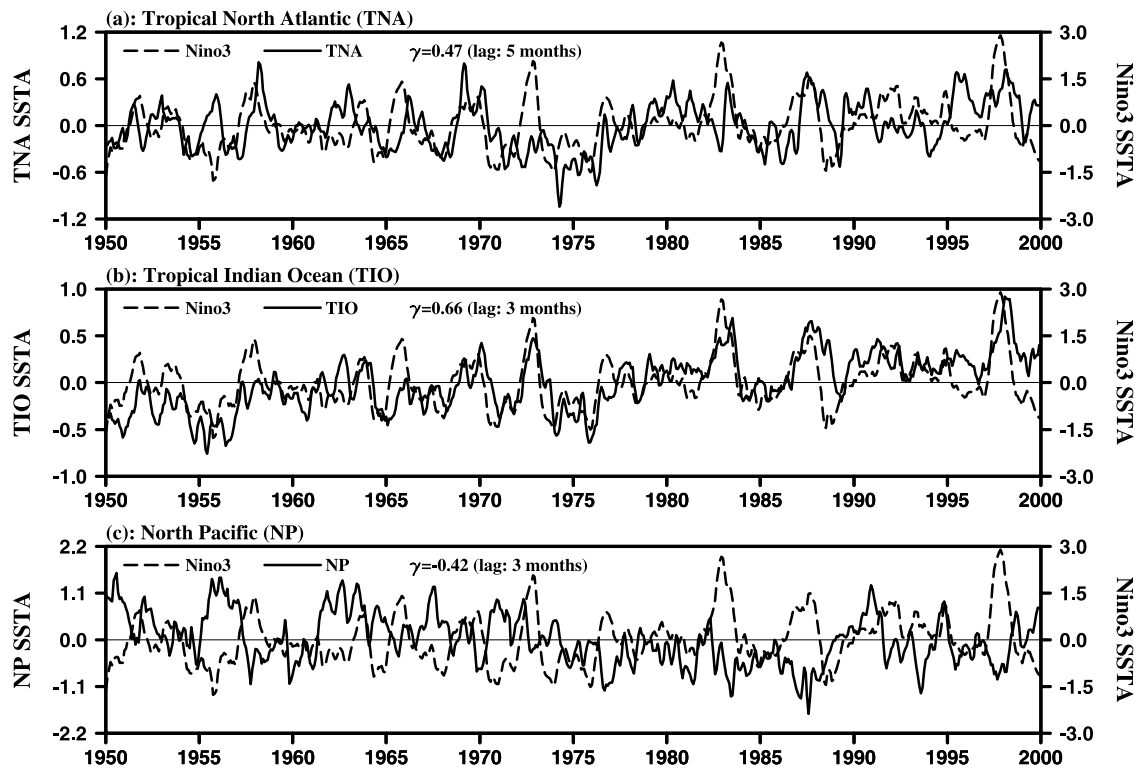 (a): Tropical North Atlantic (TNA)
1.2
0.6
0.0
-0.6
-1.2
TNA SSTA
Nino3 TNA γ=0.47 (lag: 5 months)
3.0
1.5
0.0
-1.5
-3.0
Nino3 SSTA
1950 1955 1960 1965 1970 1975 1980 1985 1990 1995 2000
(b): Tropical Indian Ocean (TIO)
1.0
0.5
0.0
-0.5
-1.0
TIO SSTA
Nino3 TIO γ=0.66 (lag: 3 months)
3.0
1.5
0.0
-1.5
-3.0
Nino3 SSTA
1950 1955 1960 1965 1970 1975 1980 1985 1990 1995 2000
(c): North Pacific (NP)
2.2
1.1
0.0
-1.1
-2.2
NP SSTA
Nino3 NP γ=-0.42 (lag: 3 months)
3.0
1.5
0.0
-1.5
-3.0
Nino3 SSTA
1950 1955 1960 1965 1970 1975 1980 1985 1990 1995 2000